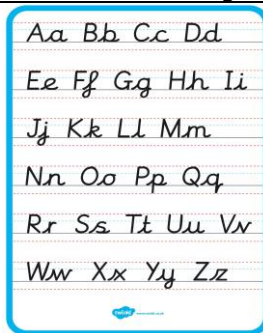 Aa Bb Cc Dd
Ee Ff Gg Hh Ii
Jj Kk Ll Mm
Nn Oo Pp Qq
Rr Ss Tt Uu Vv
Ww Xx Yy Zz
twinkl